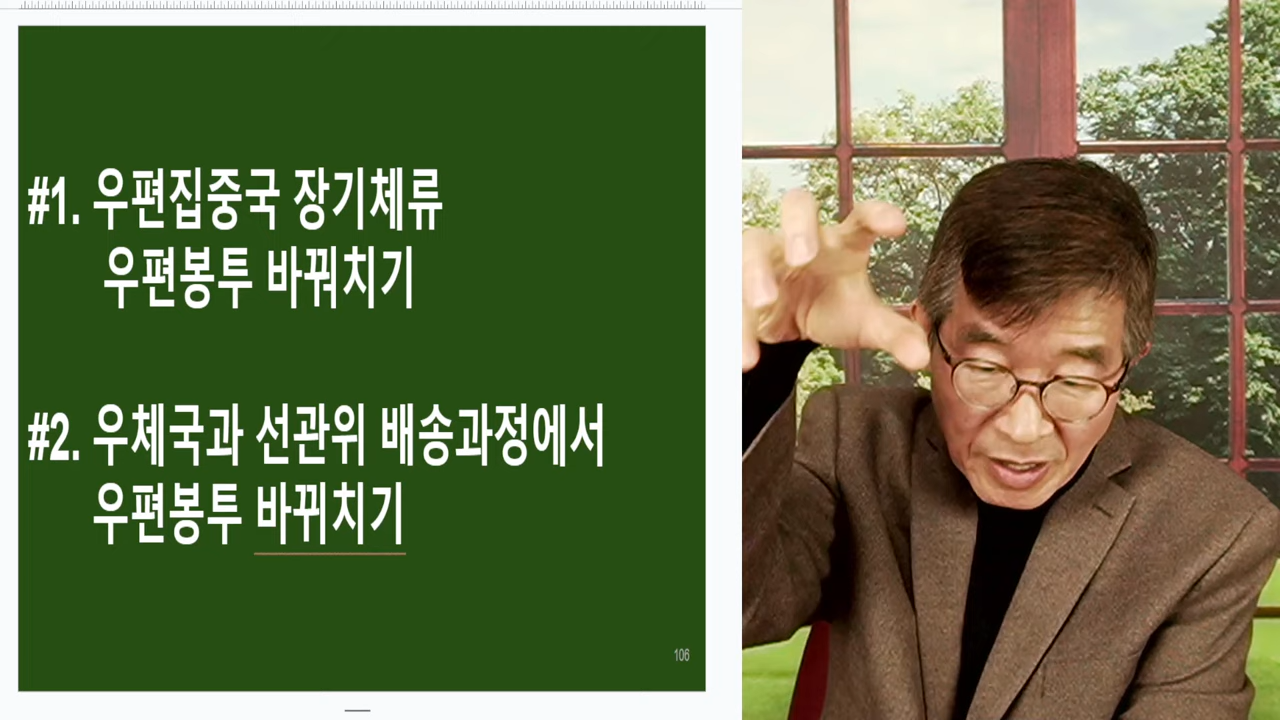 #1. 우편집중국 장기체류
우편봉투 바꿔치기
#2. 우체국과 선관위 배송과정에서
우편봉투 바뀌치기
106